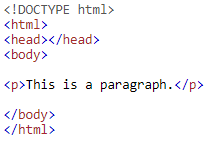 <!DOCTYPE html>
<html>
<head></head>
<body>
<p>This is a paragraph.</p>
</body>
</html>